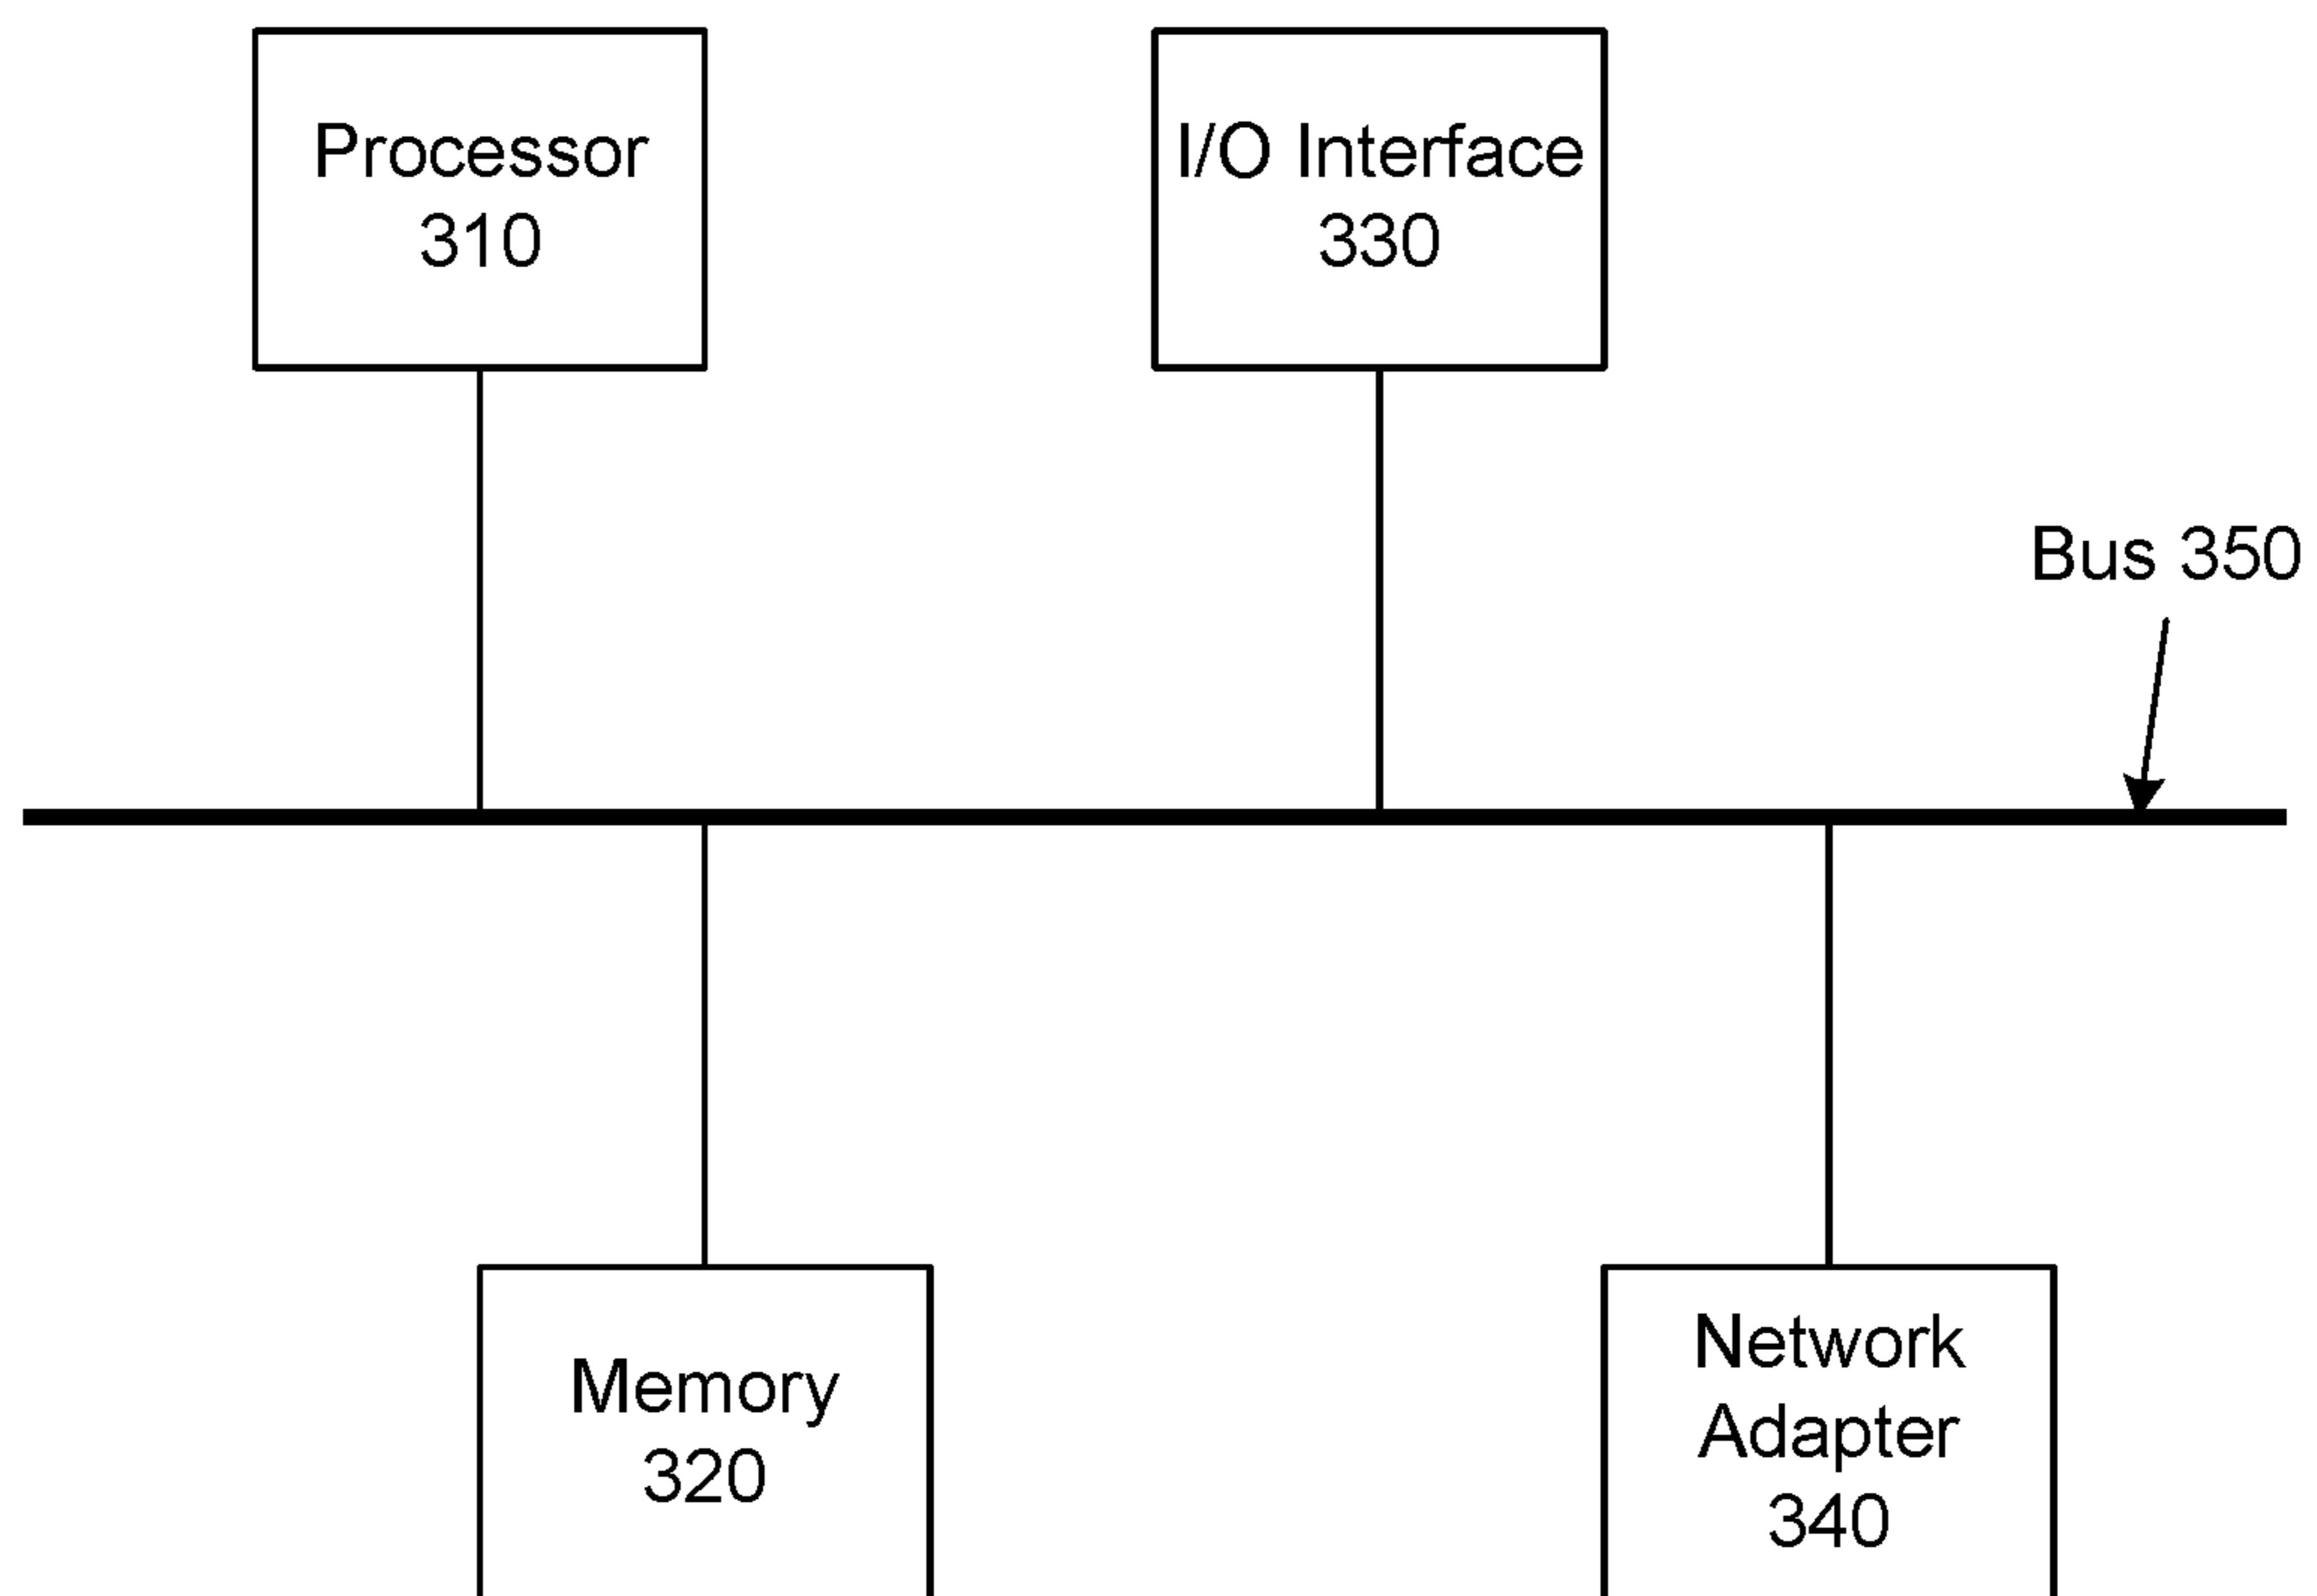 Processor
310
I/O Interface
330
Bus 350
Memory
320
Network
Adapter
340